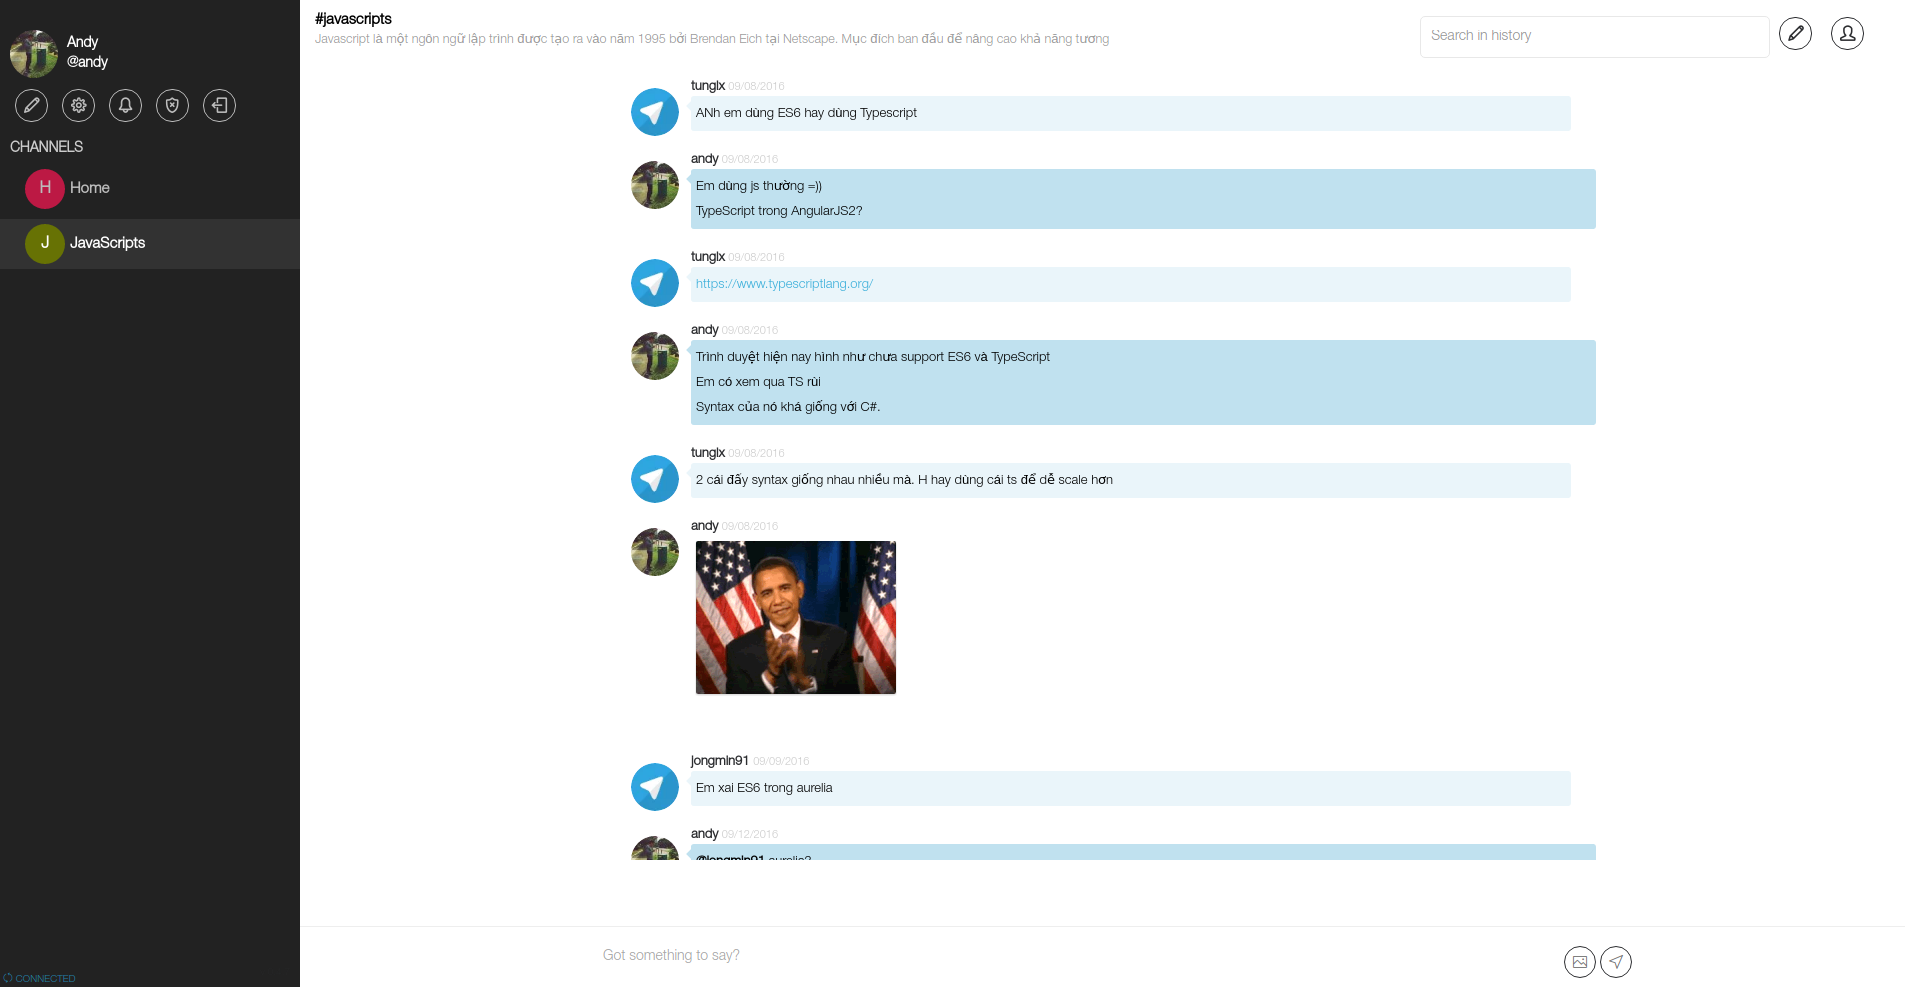 Andy
@andy
CHANNELS
H Home
J JavaScripts
CONNECTED
#javascripts
Javascript là một ngôn ngữ lập trình được tạo ra vào năm 1995 bởi Brendan Eich tại Netscape. Mục đích ban đầu để nâng cao khả năng tương
Search in history
tunglx 09/08/2016
ANh em dùng ES6 hay dùng Typescript
andy 09/08/2016
Em dùng js thường =))
TypeScript trong AngularJS2?
tunglx 09/08/2016
https://www.typescriptlang.org/
andy 09/08/2016
Trình duyệt hiện nay hình như chưa support ES6 và TypeScript
Em có xem qua TS rùi
Syntax của nó khá giống với C#.
tunglx 09/08/2016
2 cái đấy syntax giống nhau nhiều mà. H hay dùng cái ts để dễ scale hơn
andy 09/08/2016
jongmin91 09/09/2016
Em xai ES6 trong aurelia
andy 09/12/2016
@jongmin91 aurelia?
Got something to say?